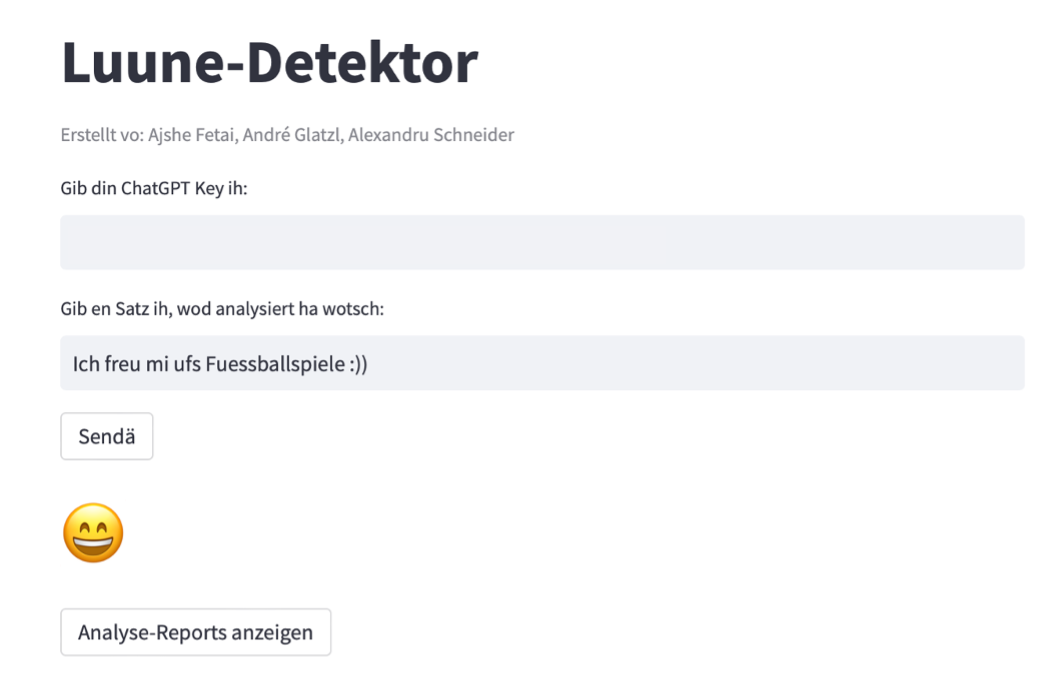 Luune-Detektor
Erstellt vo: Ajshe Fetai, André Glatzl, Alexandru Schneider
Gib din ChatGPT Key ih:
Gib en Satz ih, wod analysiert ha wotsch:
Ich freu mi ufs Fuessballspiele :))
Sendä
Analyse-Reports anzeigen